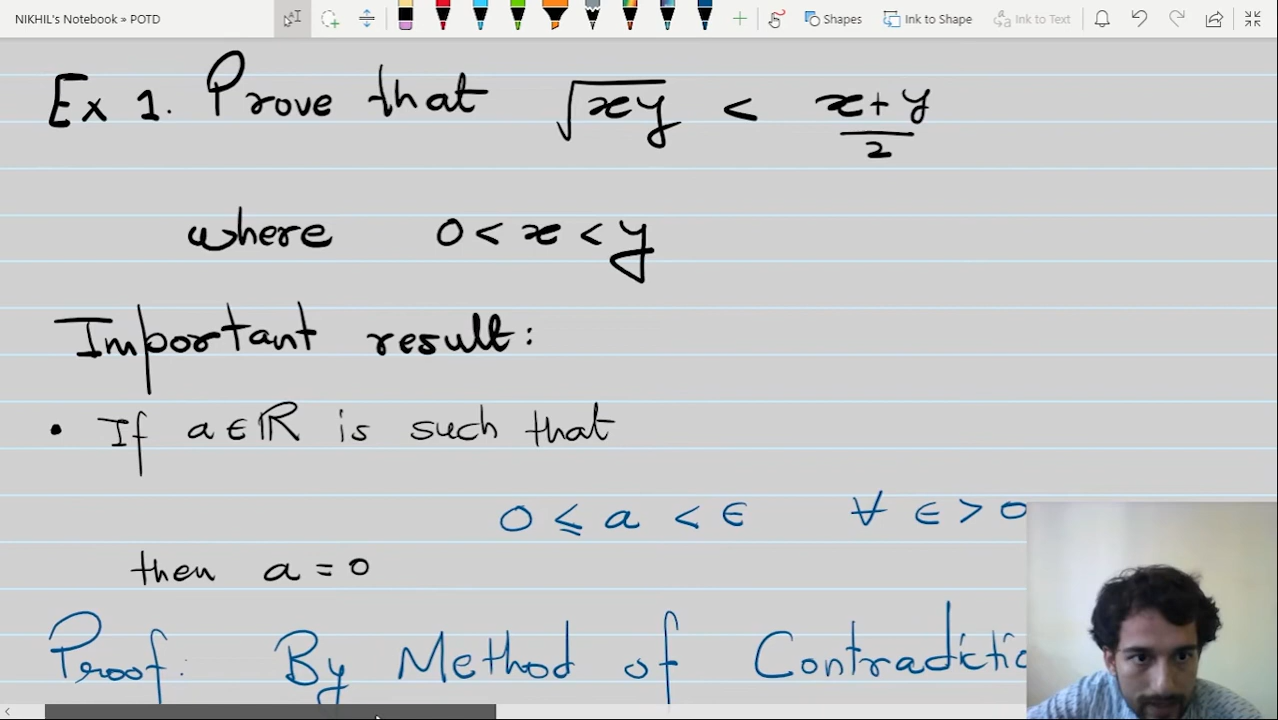 NIKHIL's Notebook » POTD
Shapes
Ink to Shape
Ink to Text
Ex 1. Prove that √xy < x+y/2
where 0 < x < y
Important result:
• If a ∈ ℝ is such that
0 ≤ a < ∈ ∀ ∈ > 0
then a = 0
Proof: By Method of Contradictio